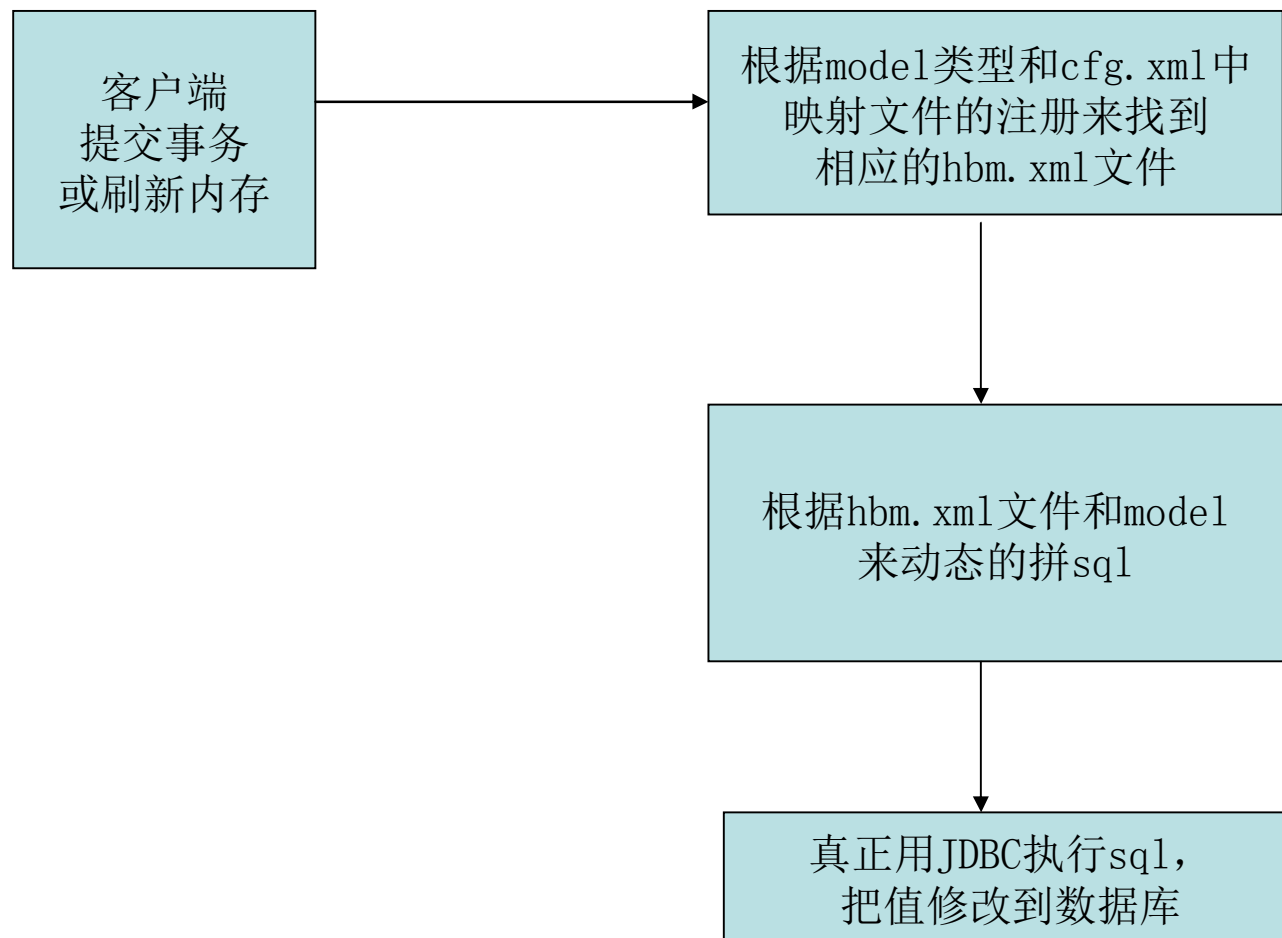 客户端
提交事务
或刷新内存
根据model类型和cfg.xml中
映射文件的注册来找到
相应的hbm.xml文件
根据hbm.xml文件和model
来动态的拼sql
真正用JDBC执行sql，
把值修改到数据库